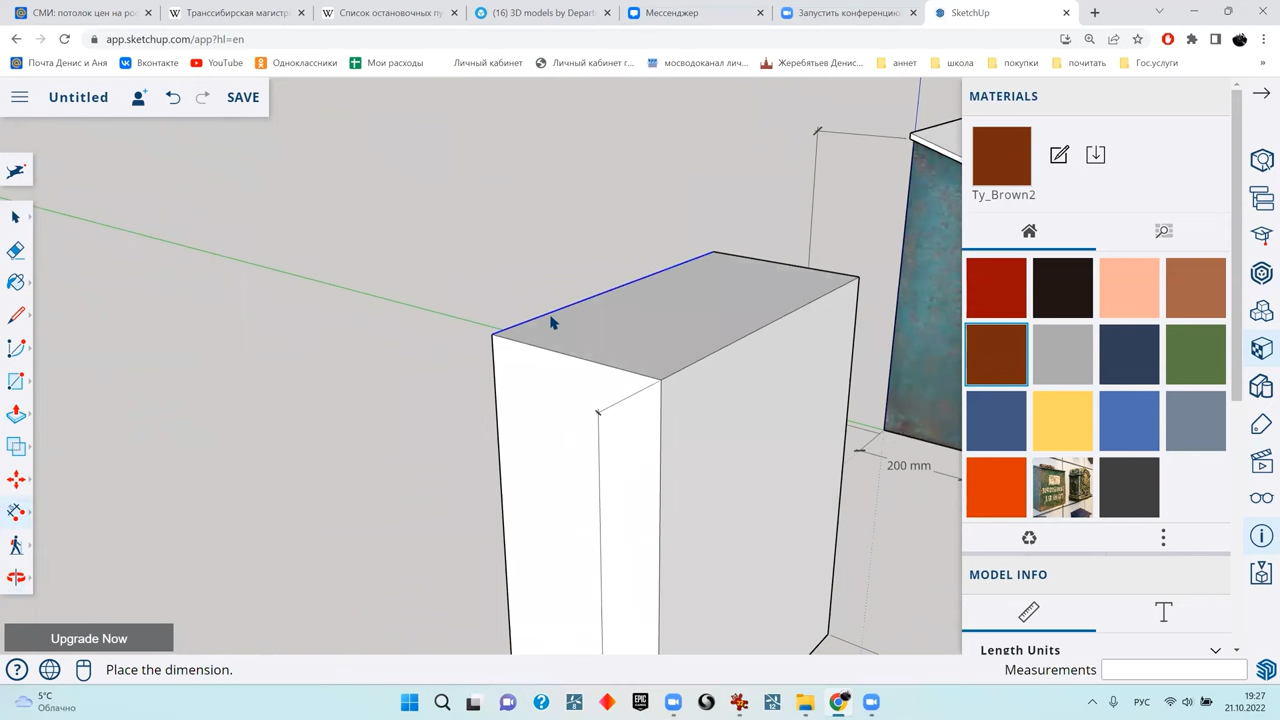 СМИ: потолок цен на росс
Транссибирская магистр
Список остановочных пу
(16) 3D models by Depart
Мессенджер
Запустить конференцию
SketchUp
app.sketchup.com/app?hl=en
Почта Денис и Аня
Вконтакте
YouTube
Одноклассники
Мои расходы
Личный кабинет
Личный кабинет г...
мосводоканал лич...
Жеребятьев Денис...
аннет
школа
покупки
почитать
Гос.услуги
»
Untitled
SAVE
MATERIALS
Ty_Brown2
200 mm
MODEL INFO
Length Units
Upgrade Now
Place the dimension.
Measurements
5°C
Облачно
РУС
19:27
21.10.2022